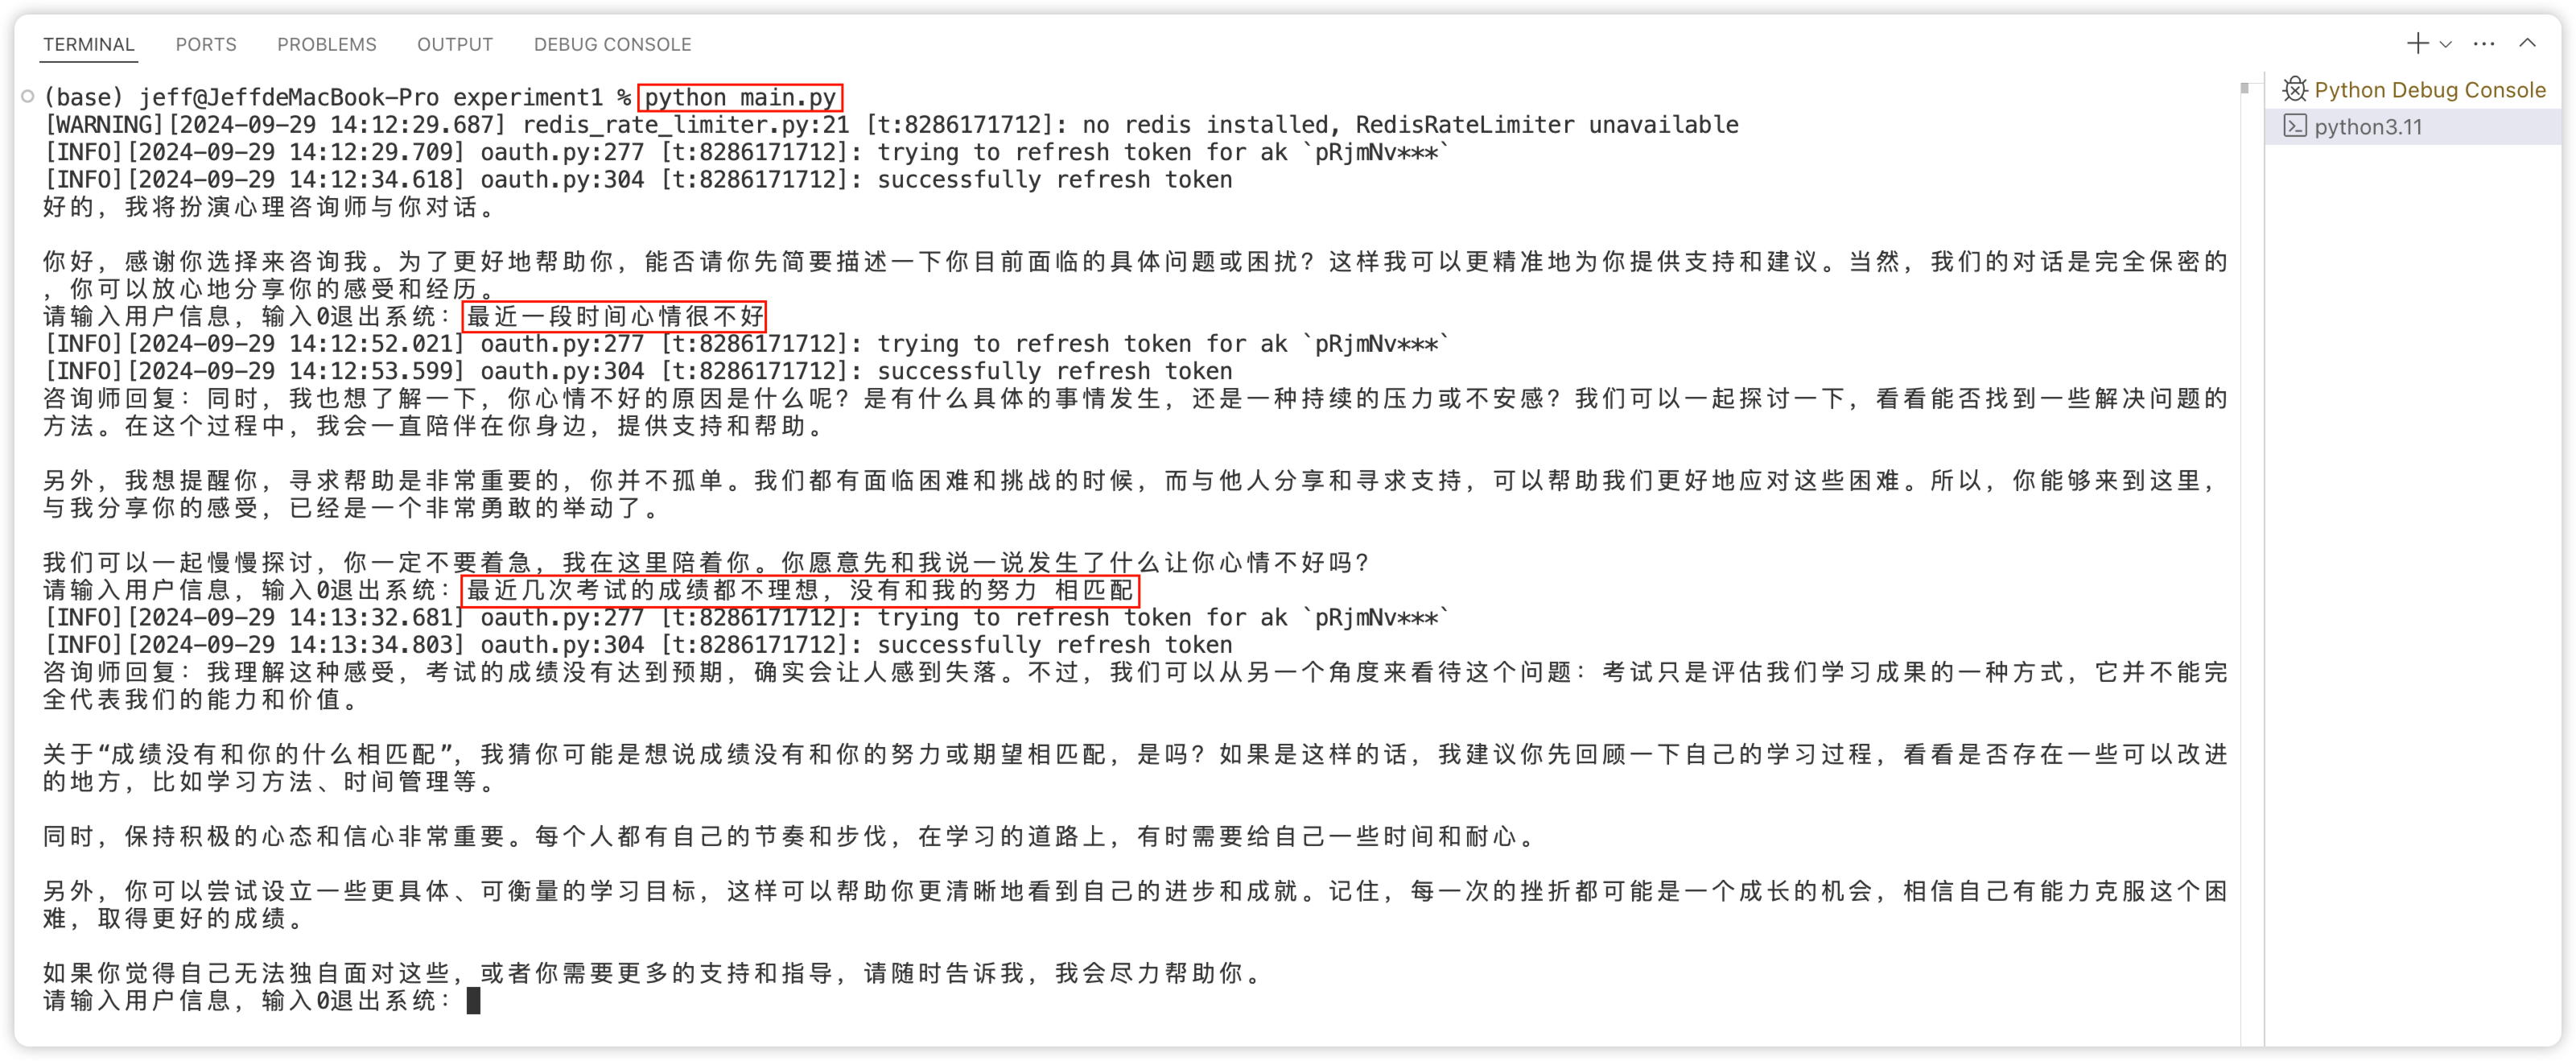 TERMINAL PORTS PROBLEMS OUTPUT DEBUG CONSOLE
(base) jeff@JeffdeMacBook-Pro experiment1 % python main.py
[WARNING][2024-09-29 14:12:29.687] redis_rate_limiter.py:21 [t:8286171712]: no redis installed, RedisRateLimiter unavailable
[INFO][2024-09-29 14:12:29.709] oauth.py:277 [t:8286171712]: trying to refresh token for ak `pRjmNv***`
[INFO][2024-09-29 14:12:34.618] oauth.py:304 [t:8286171712]: successfully refresh token
好的，我将扮演心理咨询师与你对话。
你好，感谢你选择来咨询我。为了更好地帮助你，能否请你先简要描述一下你目前面临的具体问题或困扰？这样我可以更精准地为你提供支持和建议。当然，我们的对话是完全保密的
，你可以放心地分享你的感受和经历。
请输入用户信息，输入0退出系统：最近一段时间心情很不好
[INFO][2024-09-29 14:12:52.021] oauth.py:277 [t:8286171712]: trying to refresh token for ak `pRjmNv***`
[INFO][2024-09-29 14:12:53.599] oauth.py:304 [t:8286171712]: successfully refresh token
咨询师回复：同时，我也想了解一下，你心情不好的原因是什么呢？是有什么具体的事情发生，还是一种持续的压力或不安感？我们可以一起探讨一下，看看能否找到一些解决问题的
方法。在这个过程中，我会一直陪伴在你身边，提供支持和帮助。
另外，我想提醒你，寻求帮助是非常重要的，你并不孤单。我们都有面临困难和挑战的时候，而与他人分享和寻求支持，可以帮助我们更好地应对这些困难。所以，你能够来到这里，
与我分享你的感受，已经是一个非常勇敢的举动了。
我们可以一起慢慢探讨，你一定不要着急，我在这里陪着你。你愿意先和我说一说发生了什么让你心情不好吗？
请输入用户信息，输入0退出系统：最近几次考试的成绩都不理想，没有和我的努力 相匹配
[INFO][2024-09-29 14:13:32.681] oauth.py:277 [t:8286171712]: trying to refresh token for ak `pRjmNv***`
[INFO][2024-09-29 14:13:34.803] oauth.py:304 [t:8286171712]: successfully refresh token
咨询师回复：我理解这种感受，考试的成绩没有达到预期，确实会让人感到失落。不过，我们可以从另一个角度来看待这个问题：考试只是评估我们学习成果的一种方式，它并不能完
全代表我们的能力和价值。
关于“成绩没有和你的什么相匹配”，我猜你可能是想说成绩没有和你的努力或期望相匹配，是吗？如果是这样的话，我建议你先回顾一下自己的学习过程，看看是否存在一些可以改进
的地方，比如学习方法、时间管理等。
同时，保持积极的心态和信心非常重要。每个人都有自己的节奏和步伐，在学习的道路上，有时需要给自己一些时间和耐心。
另外，你可以尝试设立一些更具体、可衡量的学习目标，这样可以帮助你更清晰地看到自己的进步和成就。记住，每一次的挫折都可能是一个成长的机会，相信自己有能力克服这个困
难，取得更好的成绩。
如果你觉得自己无法独自面对这些，或者你需要更多的支持和指导，请随时告诉我，我会尽力帮助你。
请输入用户信息，输入0退出系统：
Python Debug Console
python3.11